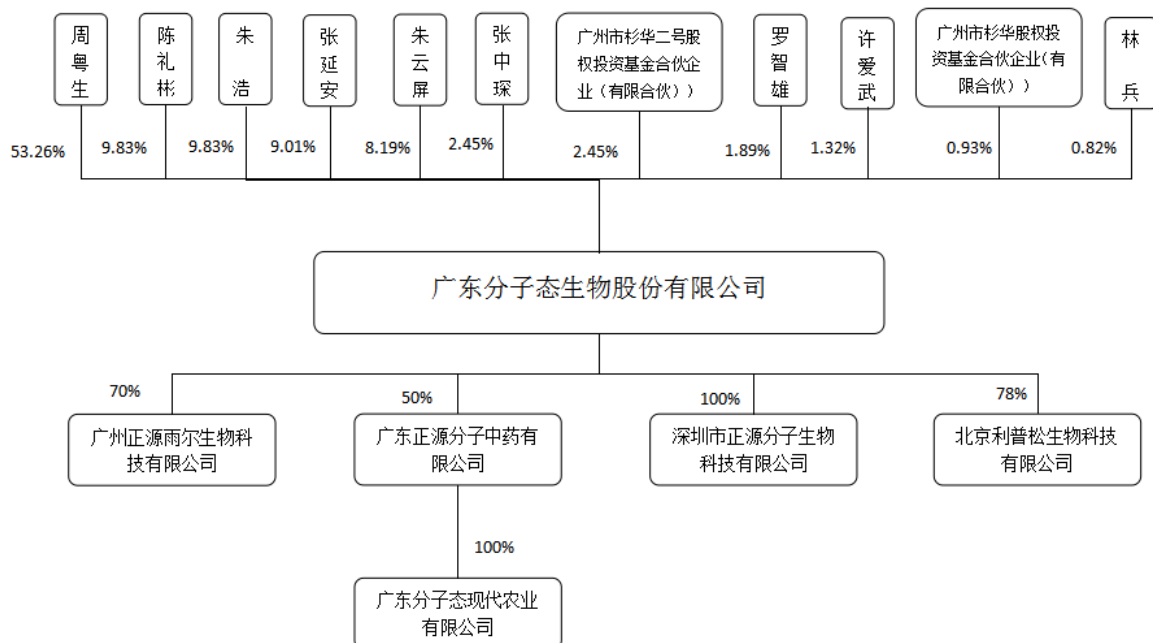 周粤生
陈礼彬
朱浩
张延安
朱云屏
张中琛
广州市杉华二号股
权投资基金合伙企
业（有限合伙））
罗智雄
许爱武
广州市杉华股权投
资基金合伙企业(有
限合伙））
林兵
53.26%
9.83%
9.83%
9.01%
8.19%
2.45%
2.45%
1.89%
1.32%
0.93%
0.82%
广东分子态生物股份有限公司
70%
50%
100%
78%
广州正源雨尔生物科
技有限公司
广东正源分子中药有
限公司
深圳市正源分子生物
科技有限公司
北京利普松生物科技
有限公司
100%
广东分子态现代农业
有限公司